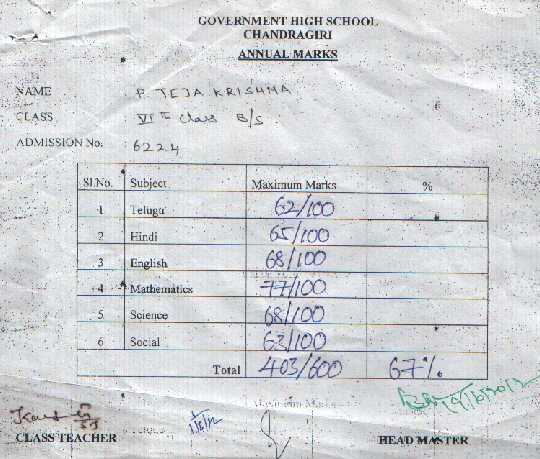 GOVERNMENT HIGH SCHOOL
CHANDRAGIRI
ANNUAL MARKS
NAME P. TEJA KRISHNA
CLASS VI th Class B/S
ADMISSION No. 6224
Sl.No. Subject Maximum Marks %
1 Telugu 62/100
2 Hindi 65/100
3 English 68/100
4 Mathematics 77/100
5 Science 68/100
6 Social 63/100
Total 403/600 67%
CLASS TEACHER HEAD MASTER